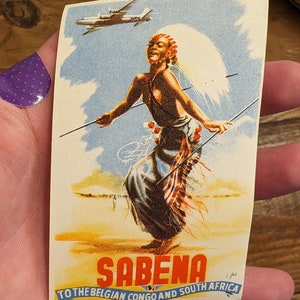 SABENA
TO THE BELGIAN CONGO AND SOUTH AFRICA